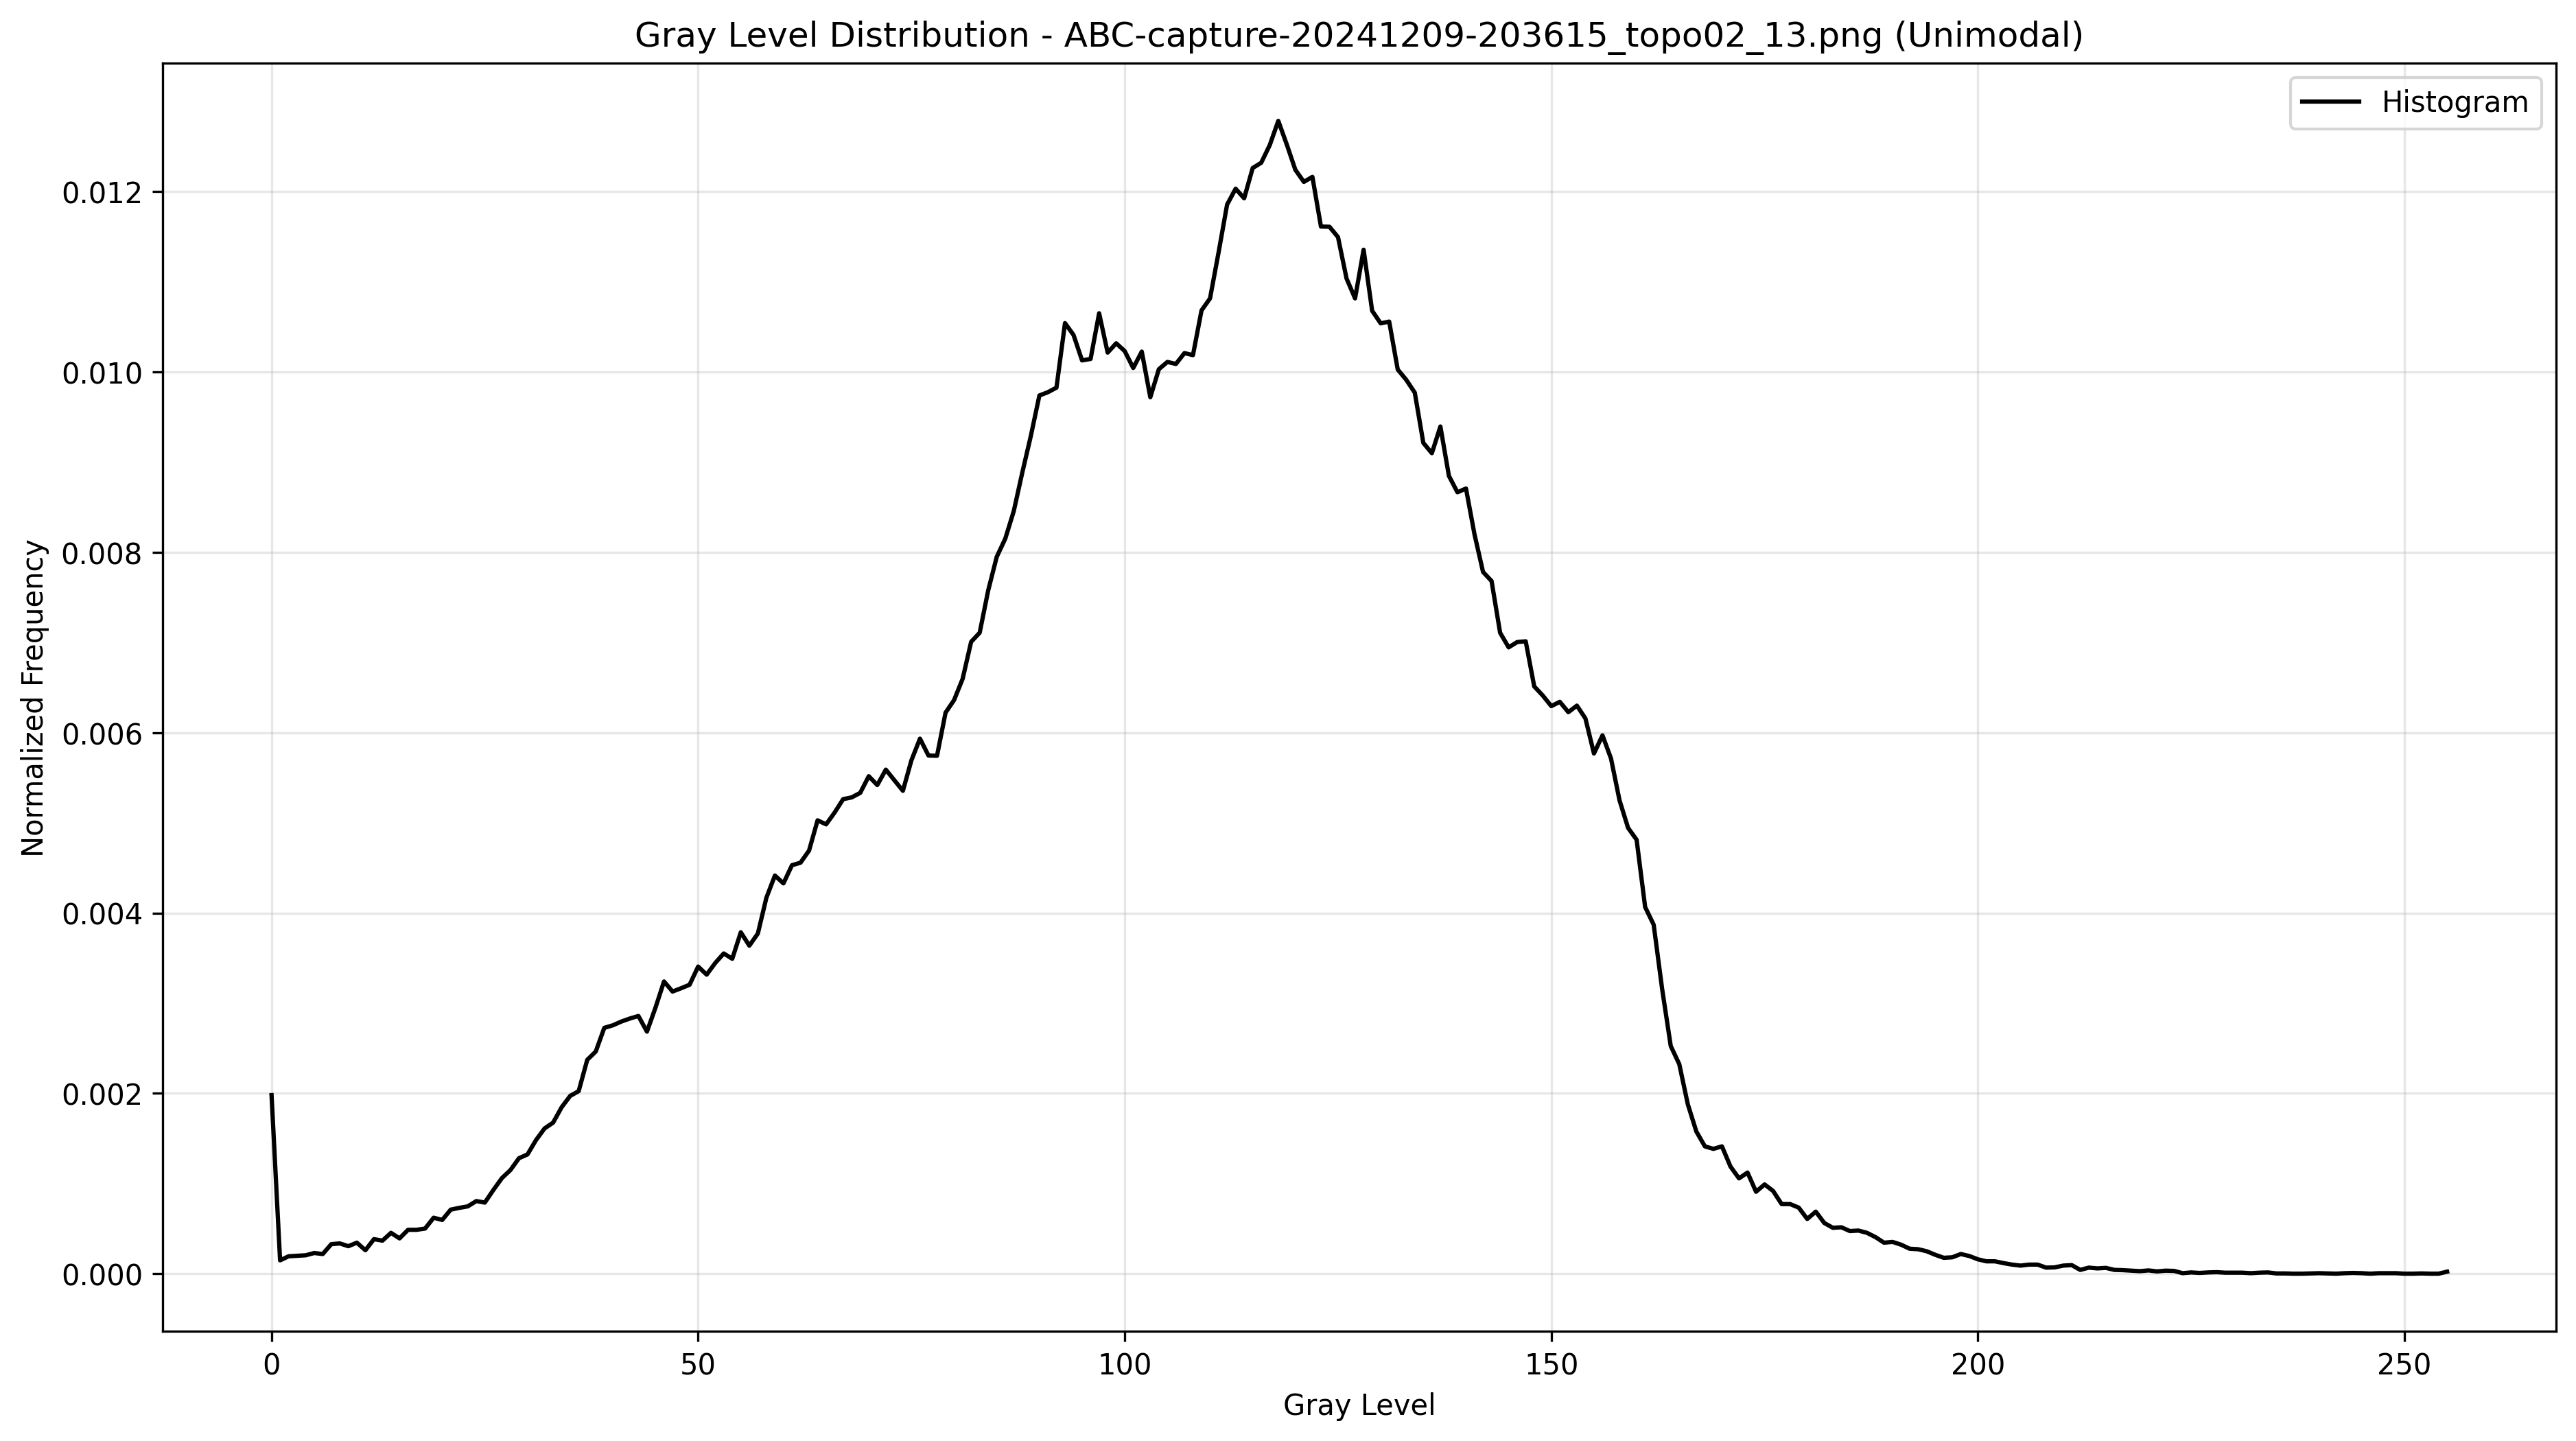 Gray Level Distribution - ABC-capture-20241209-203615_topo02_13.png (Unimodal)
Histogram
Normalized Frequency
0.012
0.010
0.008
0.006
0.004
0.002
0.000
0 50 100 150 200 250
Gray Level